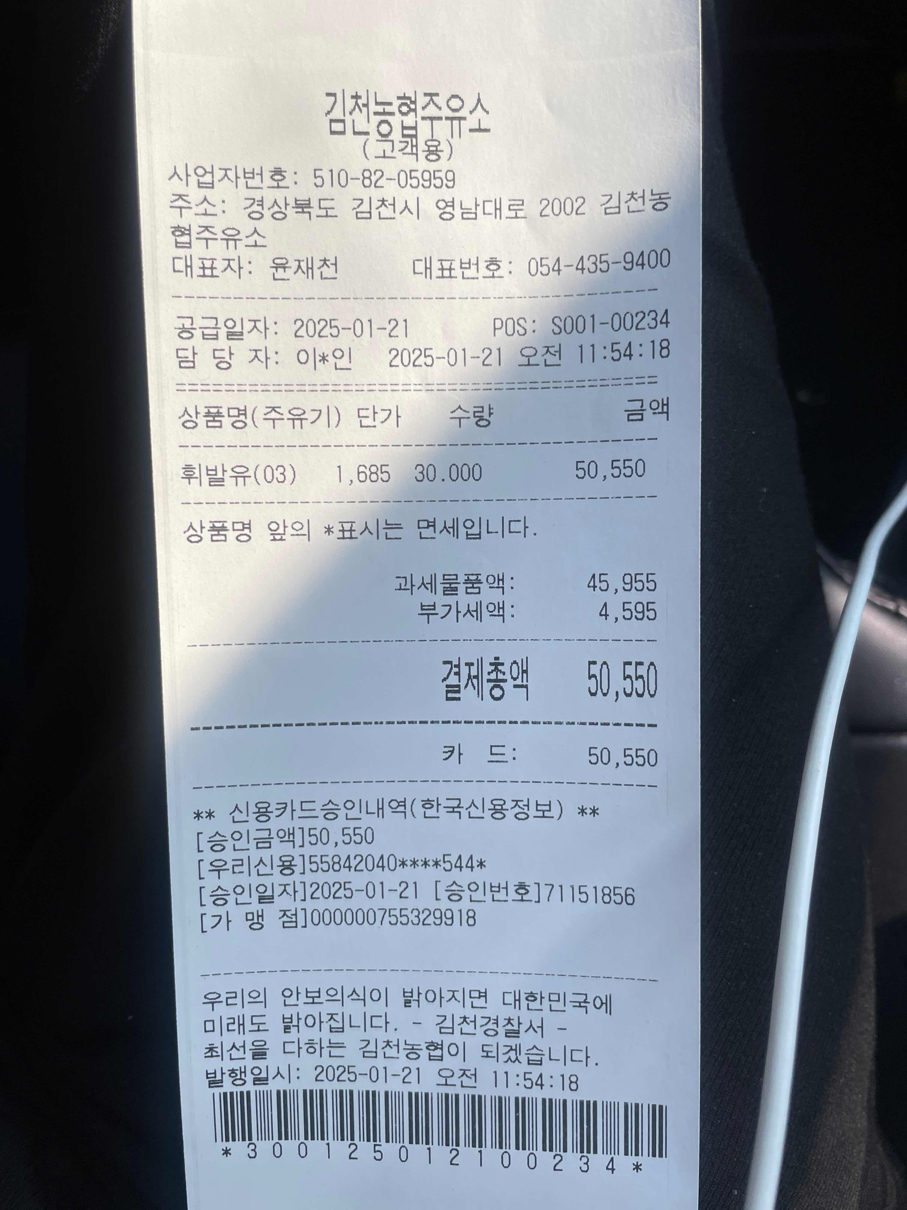 김천농협주유소
(고객용)
사업자번호: 510-82-05959
주소: 경상북도 김천시 영남대로 2002 김천농
협주유소
대표자: 윤재천 대표번호: 054-435-9400
공급일자: 2025-01-21 POS: S001-00234
담 당 자: 이*인 2025-01-21 오전 11:54:18
상품명(주유기) 단가 수량 금액
휘발유(03) 1,685 30.000 50,550
상품명 앞의 *표시는 면세입니다.
과세물품액: 45,955
부가세액: 4,595
결제총액 50,550
카 드: 50,550
** 신용카드승인내역(한국신용정보) **
[승인금액]50,550
[우리신용]55842040****544*
[승인일자]2025-01-21 [승인번호]71151856
[가 맹 점]000000755329918
우리의 안보의식이 밝아지면 대한민국에
미래도 밝아집니다. - 김천경찰서 -
최선을 다하는 김천농협이 되겠습니다.
발행일시: 2025-01-21 오전 11:54:18
*300125012100234*